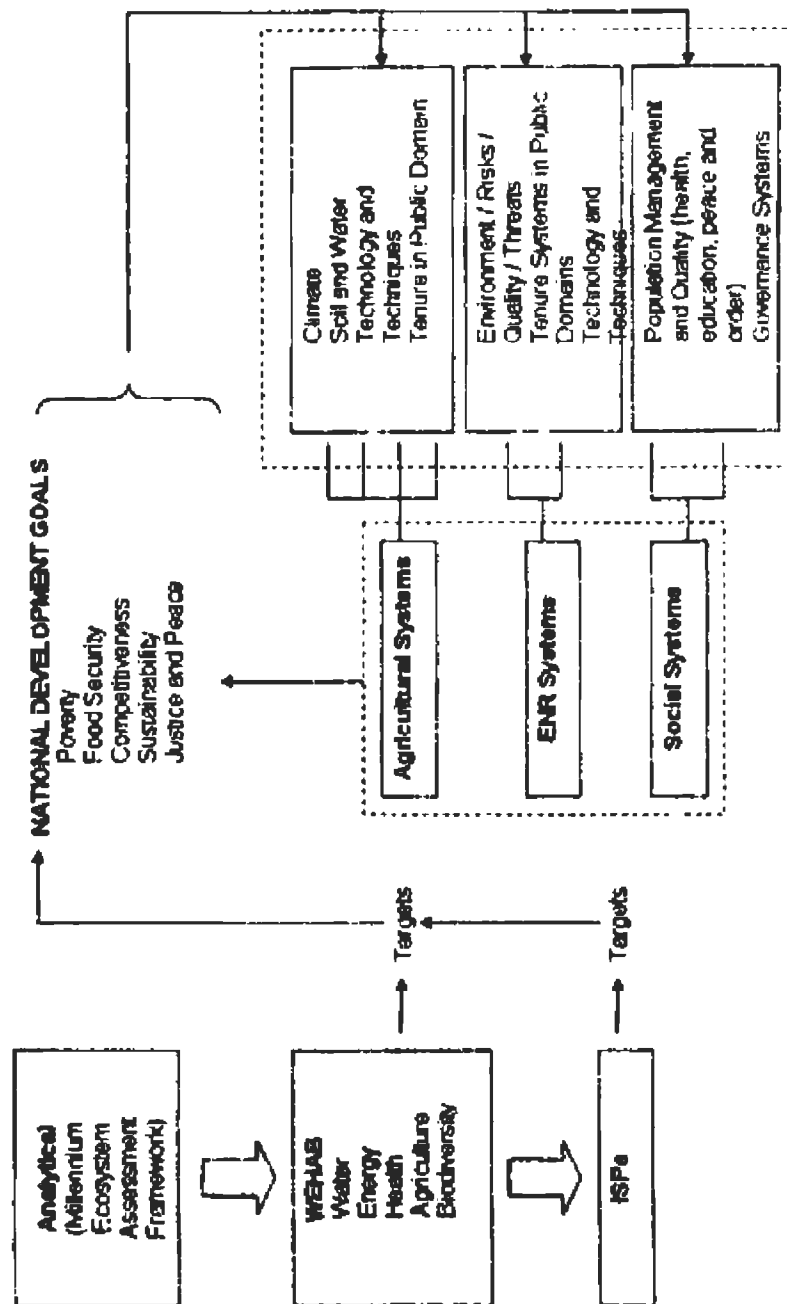 Analytical
(Millennium
Ecosystem
Assessment
Framework)
WEHAB
Water
Energy
Health
Agriculture
Biodiversity
ISPs
Targets
Targets
NATIONAL DEVELOPMENT GOALS
Poverty
Food Security
Competitiveness
Sustainability
Justice and Peace
Agricultural Systems
ENR Systems
Social Systems
Climate
Soil and Water
Technology and
Techniques
Tenure in Public Domain
Environment / Risks /
Quality / Threats
Tenure Systems in Public
Domains
Technology and
Techniques
Population Management
and Quality (health,
education, peace and
order)
Governance Systems